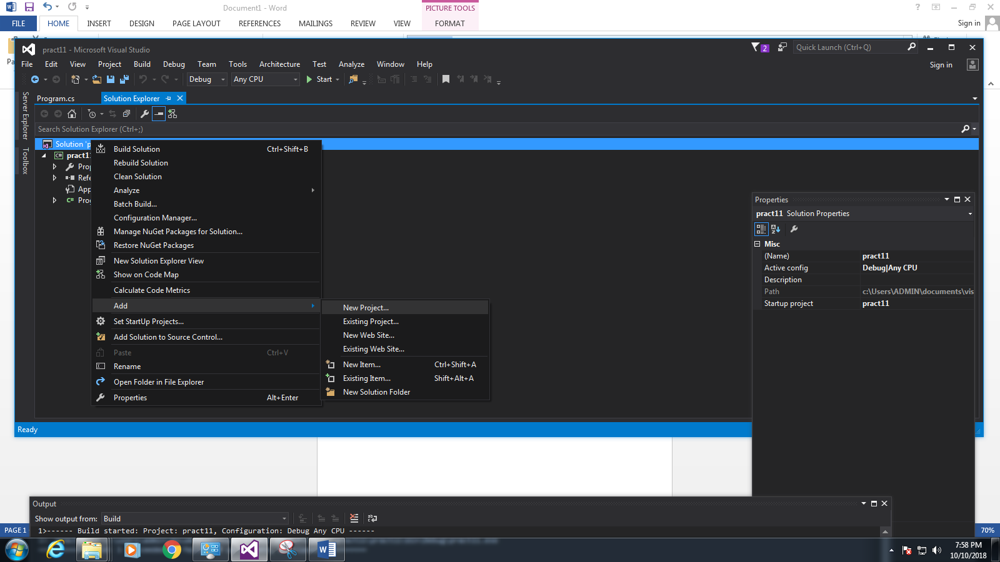 Document1 - Word
PICTURE TOOLS
FILE
HOME
INSERT
DESIGN
PAGE LAYOUT
REFERENCES
MAILINGS
REVIEW
VIEW
FORMAT
Sign in
pract11 - Microsoft Visual Studio
2
Quick Launch (Ctrl+Q)
File Edit View Project Build Debug Team Tools Architecture Test Analyze Window Help
Sign in
Debug
Any CPU
Start
Server Explorer
Toolbox
Program.cs
Solution Explorer
Search Solution Explorer (Ctrl+;)
Solution 'p
pract11
Build Solution Ctrl+Shift+B
Rebuild Solution
Clean Solution
Analyze
Batch Build...
Configuration Manager...
Manage NuGet Packages for Solution...
Restore NuGet Packages
New Solution Explorer View
Show on Code Map
Calculate Code Metrics
Add
Set StartUp Projects...
Add Solution to Source Control...
Paste Ctrl+V
Rename
Open Folder in File Explorer
Properties Alt+Enter
New Project...
Existing Project...
New Web Site...
Existing Web Site...
New Item... Ctrl+Shift+A
Existing Item... Shift+Alt+A
New Solution Folder
Properties
pract11 Solution Properties
Misc
(Name) pract11
Active config Debug|Any CPU
Description
Path c:\Users\ADMIN\documents\vis
Startup project pract11
Ready
Output
Show output from: Build
1>------ Build started: Project: pract11, Configuration: Debug Any CPU ------
PAGE 1
70%
7:58 PM
10/10/2018